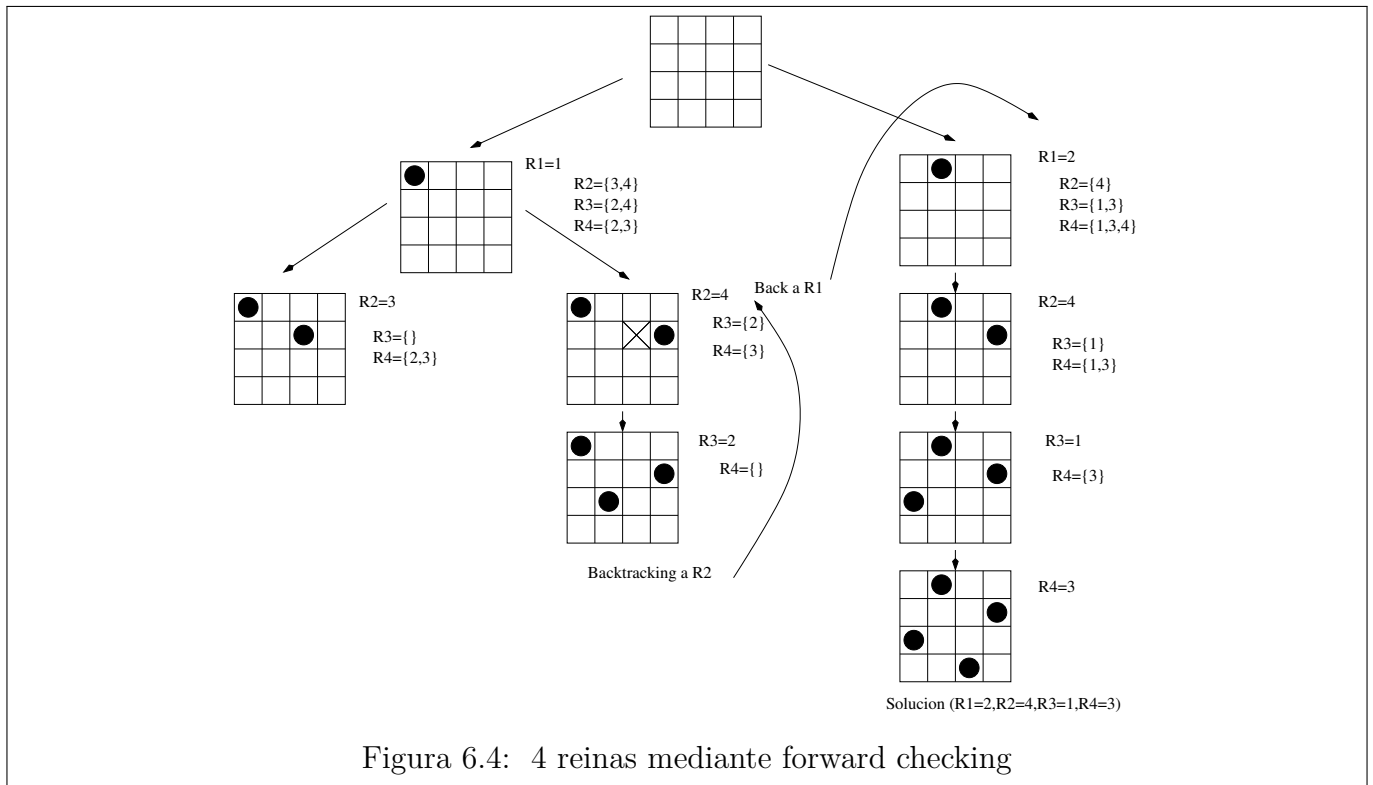 R1=1
R2={3,4}
R3={2,4}
R4={2,3}
R1=2
R2={4}
R3={1,3}
R4={1,3,4}
R2=3
R3={}
R4={2,3}
R2=4
R3={2}
R4={3}
Back a R1
R2=4
R3={1}
R4={1,3}
R3=2
R4={}
Backtracking a R2
R3=1
R4={3}
R4=3
Solucion (R1=2,R2=4,R3=1,R4=3)
Figura 6.4: 4 reinas mediante forward checking